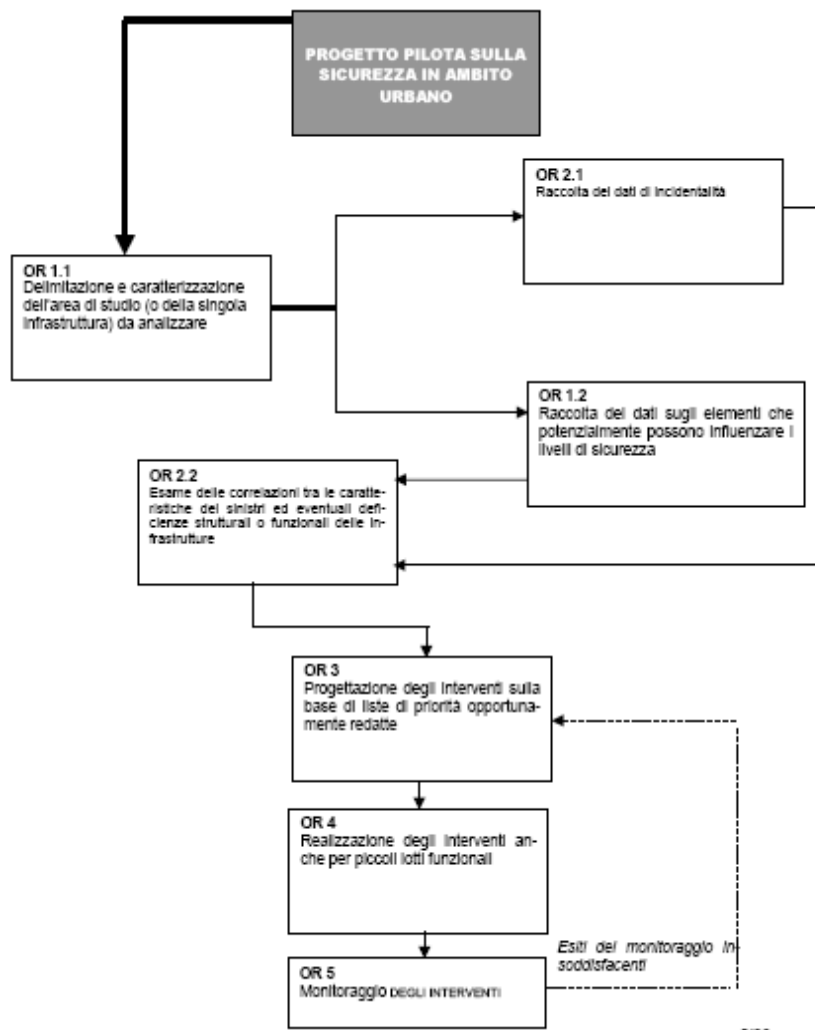 PROGETTO PILOTA SULLA
SICUREZZA IN AMBITO
URBANO
OR 2.1
Raccolta dei dati di incidentalità
OR 1.1
Delimitazione e caratterizzazione
dell'area di studio (o della singola
infrastruttura) da analizzare
OR 1.2
Raccolta dei dati sugli elementi che
potenzialmente possono influenzare i
livelli di sicurezza
OR 2.2
Esame delle correlazioni tra le caratte-
ristiche dei sinistri ed eventuali defi-
cienze strutturali o funzionali delle in-
frastrutture
OR 3
Progettazione degli interventi sulla
base di liste di priorità opportuna-
mente redatte
OR 4
Realizzazione degli interventi an-
che per piccoli lotti funzionali
Esiti del monitoraggio in-
soddisfacenti
OR 5
Monitoraggio DEGLI INTERVENTI